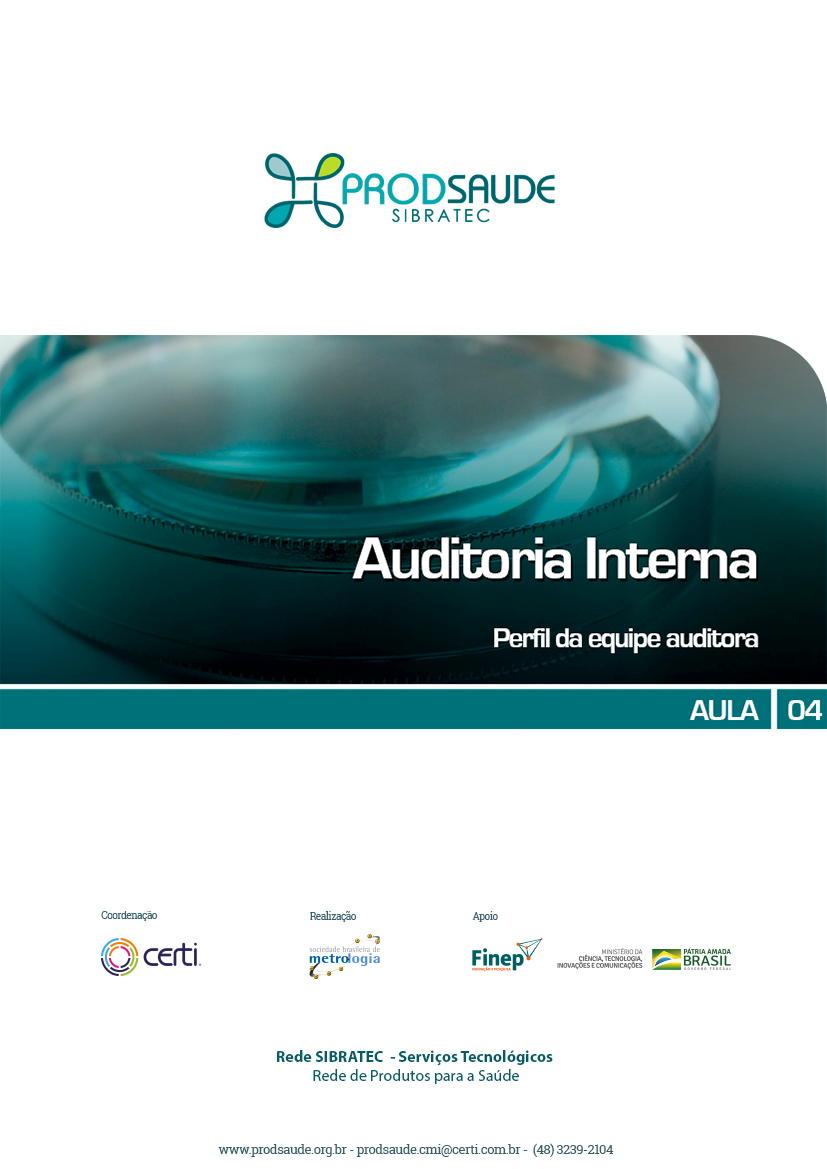 PRODSAUDE
SIBRATEC
Auditoria Interna
Perfil da equipe auditora
AULA 04
Coordenação
Realização
Apoio
CERTI
sociedade brasileira de
metrologia
Finep
INOVAÇÃO E PESQUISA
MINISTÉRIO DA
CIÊNCIA, TECNOLOGIA,
INOVAÇÕES E COMUNICAÇÕES
PÁTRIA AMADA
BRASIL
GOVERNO FEDERAL
Rede SIBRATEC - Serviços Tecnológicos
Rede de Produtos para a Saúde
www.prodsaude.org.br - prodsaude.cmi@certi.com.br - (48) 3239-2104